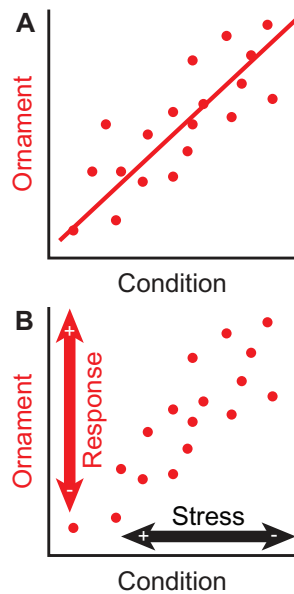 A
Ornament
Condition
B
+
Ornament
Response
-
Stress
+ -
Condition